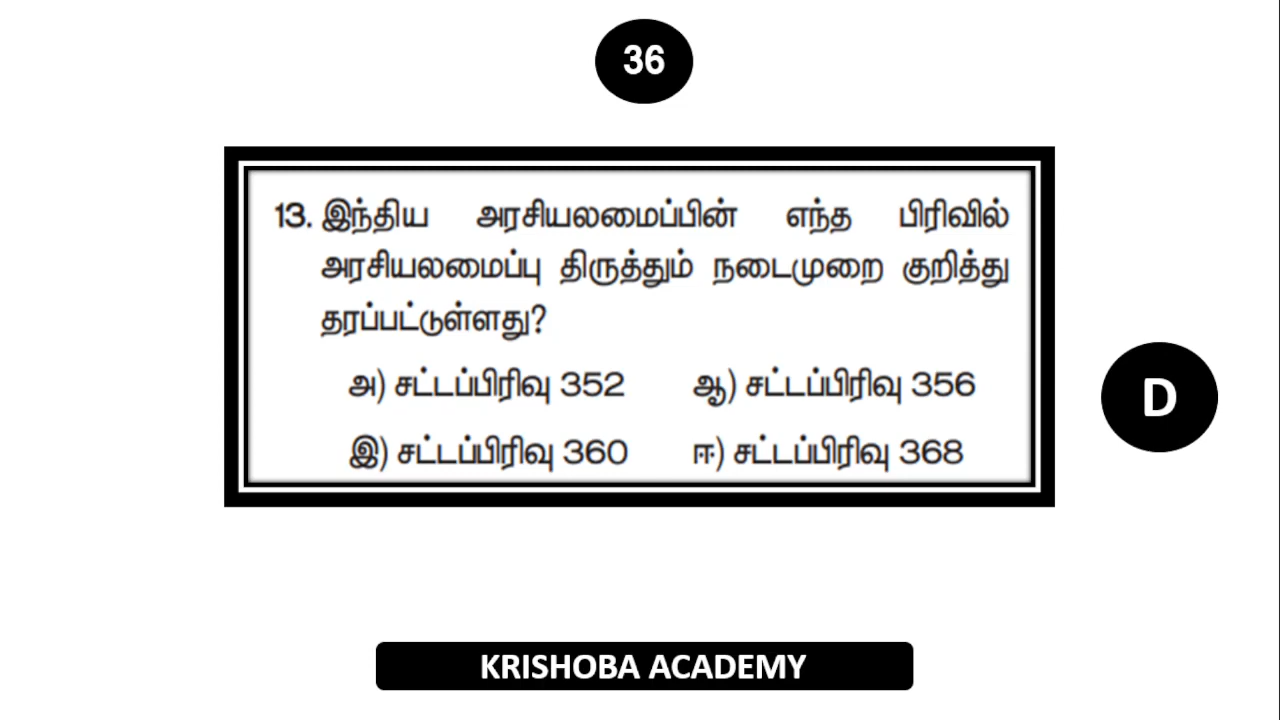 36
13. இந்திய அரசியலமைப்பின் எந்த பிரிவில்
அரசியலமைப்பு திருத்தும் நடைமுறை குறித்து
தரப்பட்டுள்ளது?
அ) சட்டப்பிரிவு 352 ஆ) சட்டப்பிரிவு 356
இ) சட்டப்பிரிவு 360 ஈ) சட்டப்பிரிவு 368
D
KRISHOBA ACADEMY